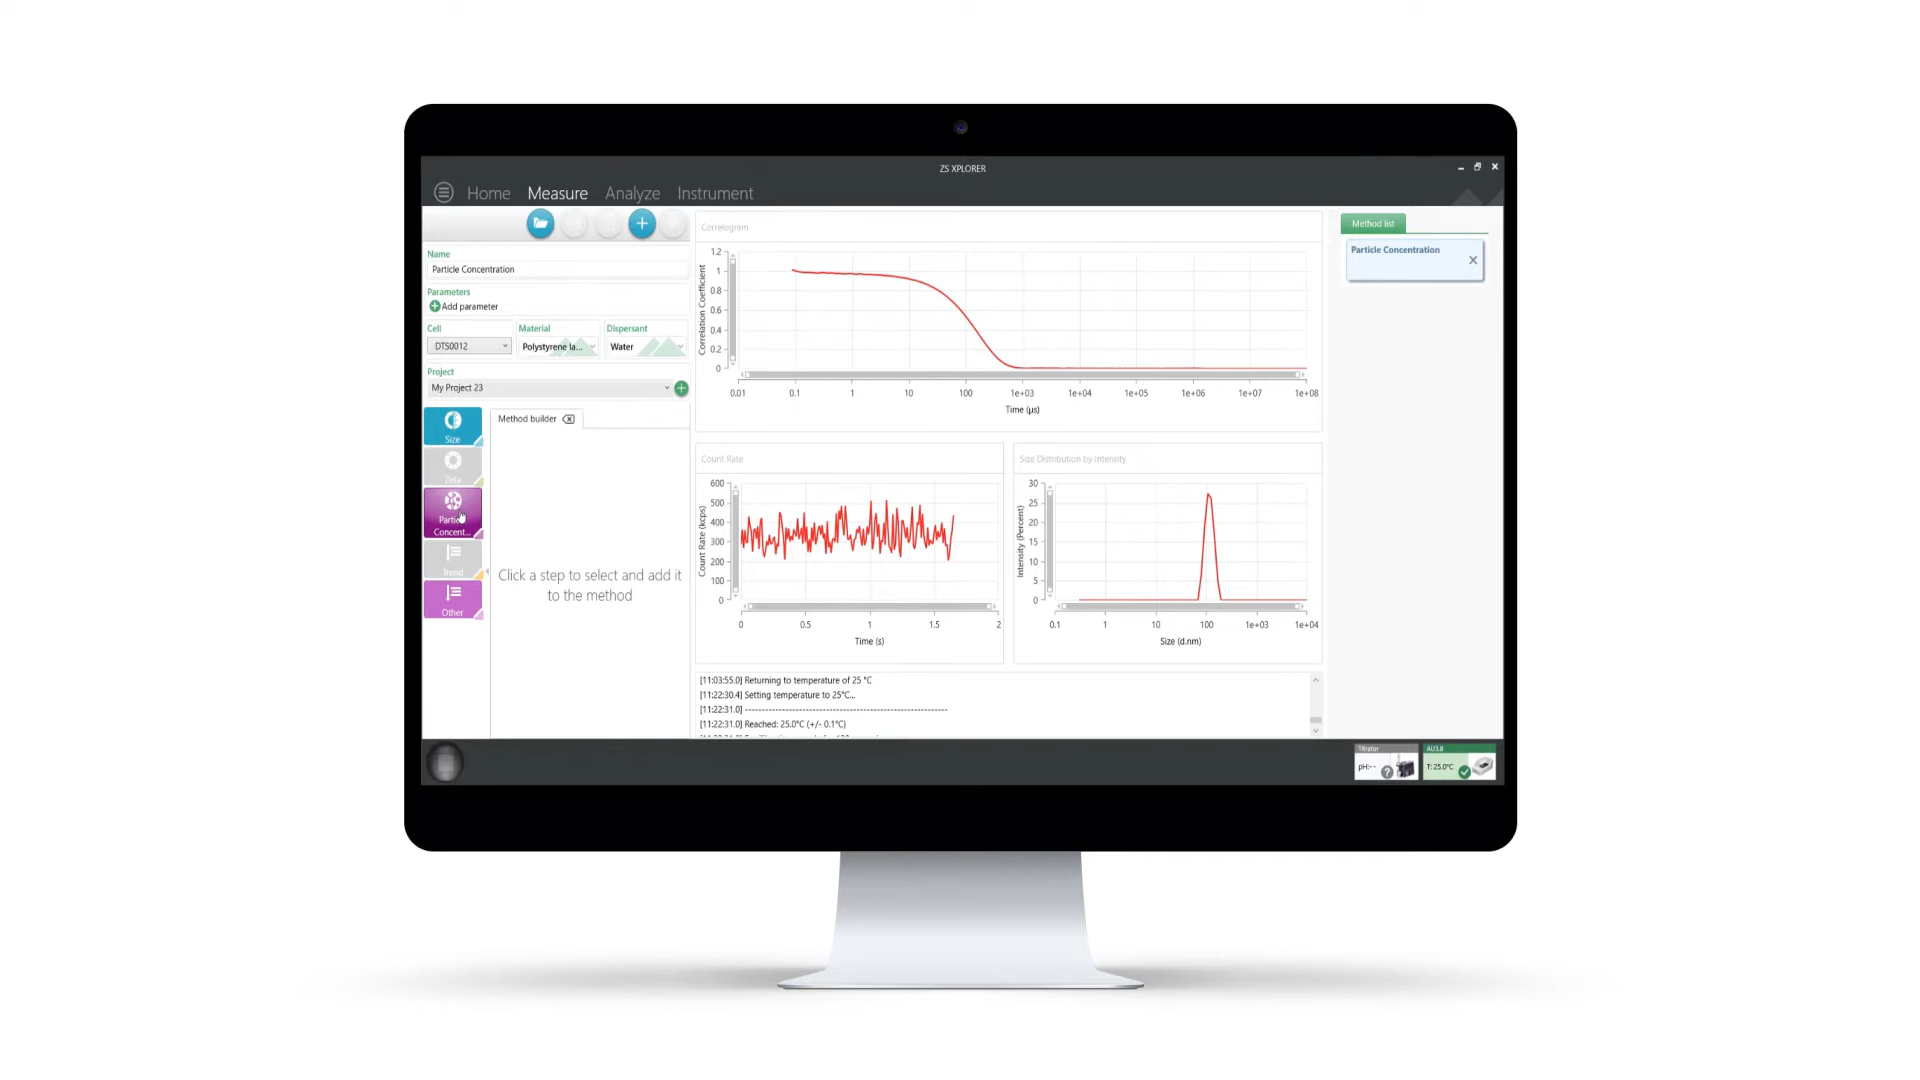 ZS XPLORER
Home Measure Analyze Instrument
Name
Particle Concentration
Parameters
Add parameter
Cell Material Dispersant
DTS0012 Polystyrene la... Water
Project
My Project 23
Size
Zeta
Concent...
Trend
Other
Method builder
Click a step to select and add it
to the method
Correlogram
Correlation Coefficient
1.2
1
0.8
0.6
0.4
0.2
0
0.01 0.1 1 10 100 1e+03 1e+04 1e+05 1e+06 1e+07 1e+08
Time (µs)
Count Rate
Count Rate (kcps)
600
500
400
300
200
100
0
0 0.5 1 1.5 2
Time (s)
Size Distribution by Intensity
Intensity (Percent)
30
25
20
15
10
5
0
0.1 1 10 100 1e+03 1e+04
Size (d.nm)
[11:03:55.0] Returning to temperature of 25 °C
[11:22:30.4] Setting temperature to 25°C...
[11:22:31.0] ------------------------------------------------------------
[11:22:31.0] Reached: 25.0°C (+/- 0.1°C)
Method list
Particle Concentration
Titrator
pH:- -
AU3.8
T: 25.0°C